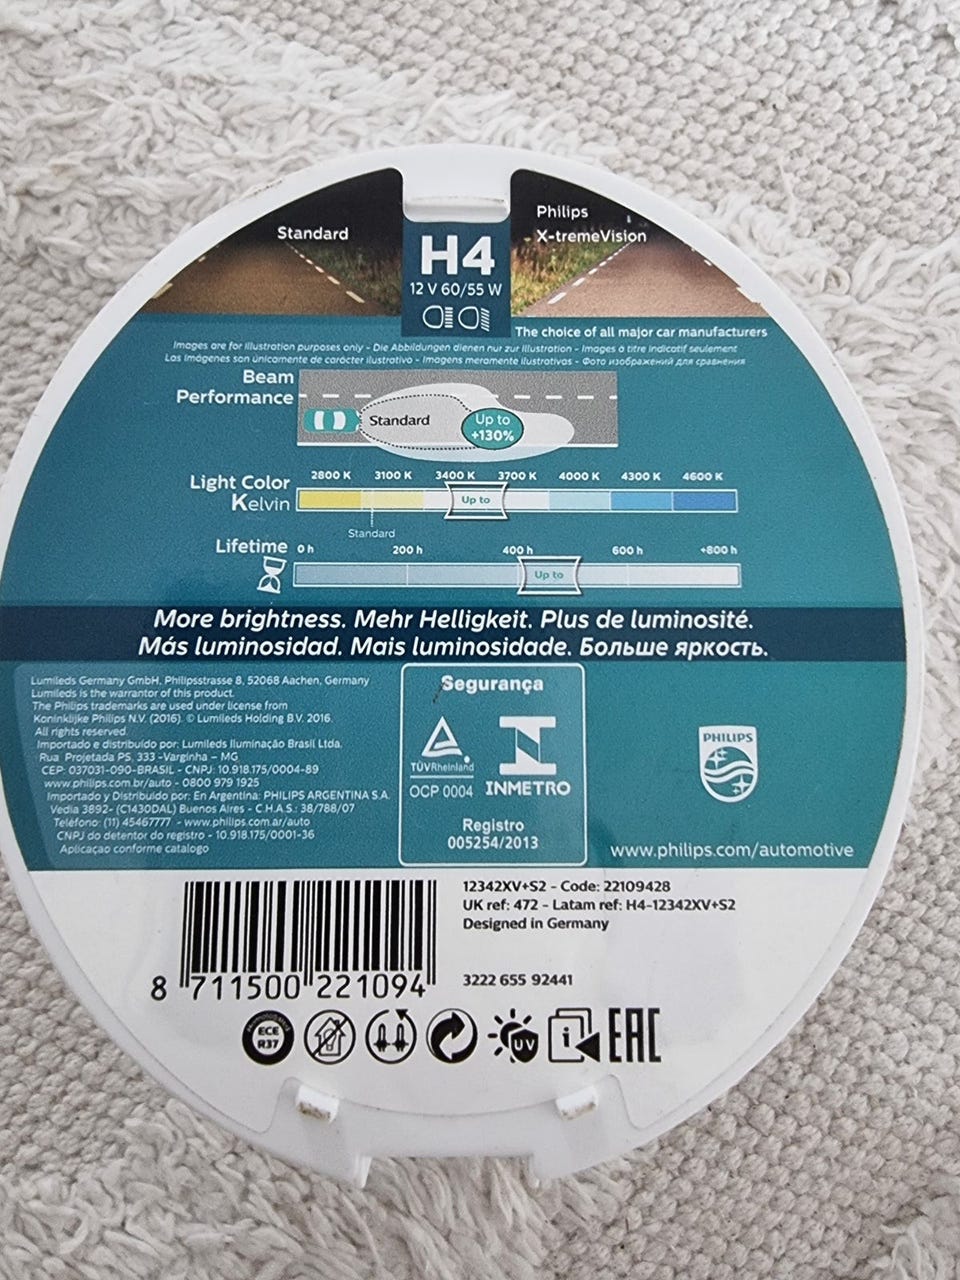 Standard
Philips
X-tremeVision
H4
12 V 60/55 W
The choice of all major car manufacturers
Images are for illustration purposes only - Die Abbildungen dienen nur zur Illustration - Images à titre indicatif seulement
Las imágenes son únicamente de carácter ilustrativo - Imagens meramente ilustrativas - Фото изображений для сравнения
Beam
Performance
Standard
Up to
+130%
Light Color
Kelvin
2800 K 3100 K 3400 K 3700 K 4000 K 4300 K 4600 K
Up to
Standard
Lifetime
0 h 200 h 400 h 600 h +800 h
Up to
More brightness. Mehr Helligkeit. Plus de luminosité.
Más luminosidad. Mais luminosidade. Больше яркость.
Lumileds Germany GmbH, Philipsstrasse 8, 52068 Aachen, Germany
Lumileds is the warrantor of this product.
The Philips trademarks are used under license from
Koninklijke Philips N.V. (2016). © Lumileds Holding B.V. 2016.
All rights reserved.
Importado e distribuido por: Lumileds Iluminação Brasil Ltda.
Rua Projetada PS, 333 -Varginha – MG
CEP: 037031-090-BRASIL - CNPJ: 10.918.175/0004-89
www.philips.com.br/auto - 0800 979 1925
Importado y Distribuido por: En Argentina: PHILIPS ARGENTINA S.A.
Vedia 3892- (C1430DAL) Buenos Aires - C.H.A.S: 38/788/07
Teléfono: (11) 45467777 - www.philips.com.ar/auto
CNPJ do detentor do registro - 10.918.175/0001-36
Aplicaçao conforme catalogo
Segurança
TÜVRheinland
OCP 0004
INMETRO
Registro
005254/2013
PHILIPS
www.philips.com/automotive
12342XV+S2 - Code: 22109428
UK ref: 472 - Latam ref: H4-12342XV+S2
Designed in Germany
3222 655 92441
8 711500 221094
ECE
R37
UV
i
EAC